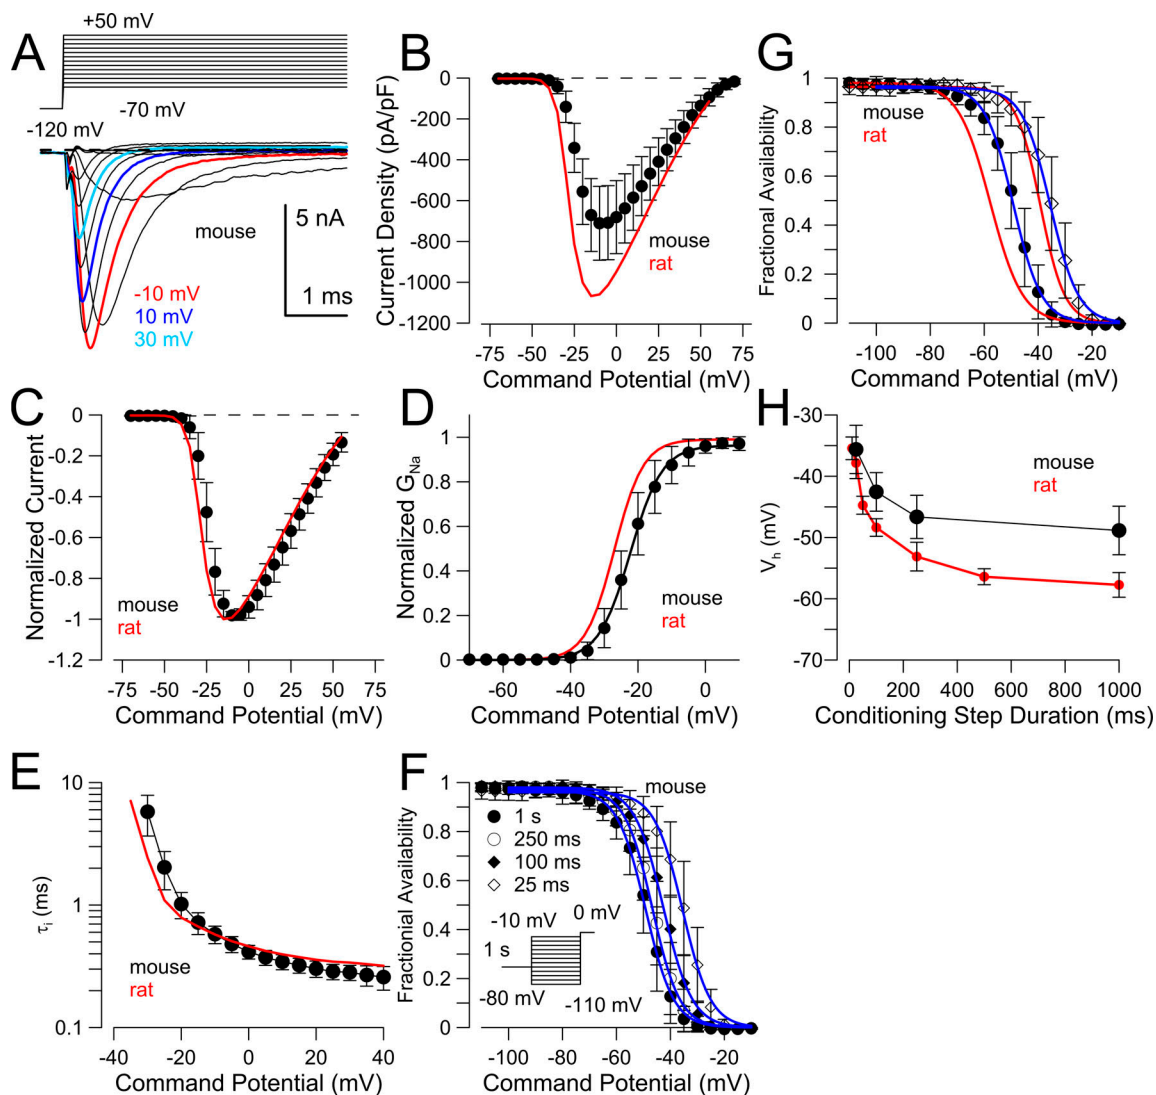 A
+50 mV
-70 mV
-120 mV
mouse
5 nA
1 ms
-10 mV
10 mV
30 mV
B
0
-200
-400
-600
-800
-1000
-1200
Current Density (pA/pF)
mouse
rat
-75 -50 -25 0 25 50 75
Command Potential (mV)
G
1
0.8
0.6
0.4
0.2
0
Fractional Availability
mouse
rat
-100 -80 -60 -40 -20
Command Potential (mV)
C
0
-0.2
-0.4
-0.6
-0.8
-1
-1.2
Normalized Current
mouse
rat
-75 -50 -25 0 25 50 75
Command Potential (mV)
D
1
0.8
0.6
0.4
0.2
0
Normalized G_Na
mouse
rat
-60 -40 -20 0
Command Potential (mV)
H
-30
-40
-50
-60
-70
V_h (mV)
mouse
rat
0 200 400 600 800 1000
Conditioning Step Duration (ms)
E
10
1
0.1
τ_i (ms)
mouse
rat
-40 -20 0 20 40
Command Potential (mV)
F
1
0.8
0.6
0.4
0.2
0
Fractionial Availability
mouse
1 s
250 ms
100 ms
25 ms
-10 mV
0 mV
1 s
-80 mV
-110 mV
-100 -80 -60 -40 -20
Command Potential (mV)